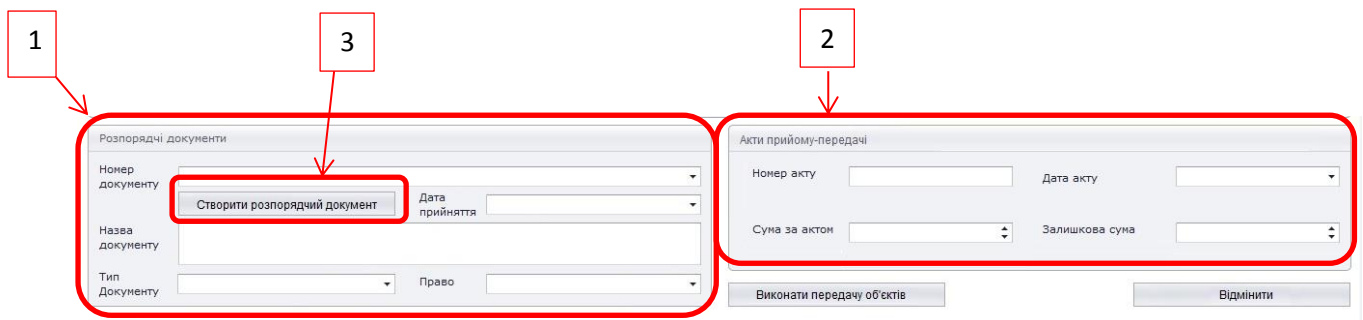 1
3
2
Розпорядчі документи
Номер
документу
Створити розпорядчий документ
Дата
прийняття
Назва
документу
Тип
Документу
Право
Акти прийому-передачі
Номер акту
Дата акту
Сума за актом
Залишкова сума
Виконати передачу об'єктів
Відмінити